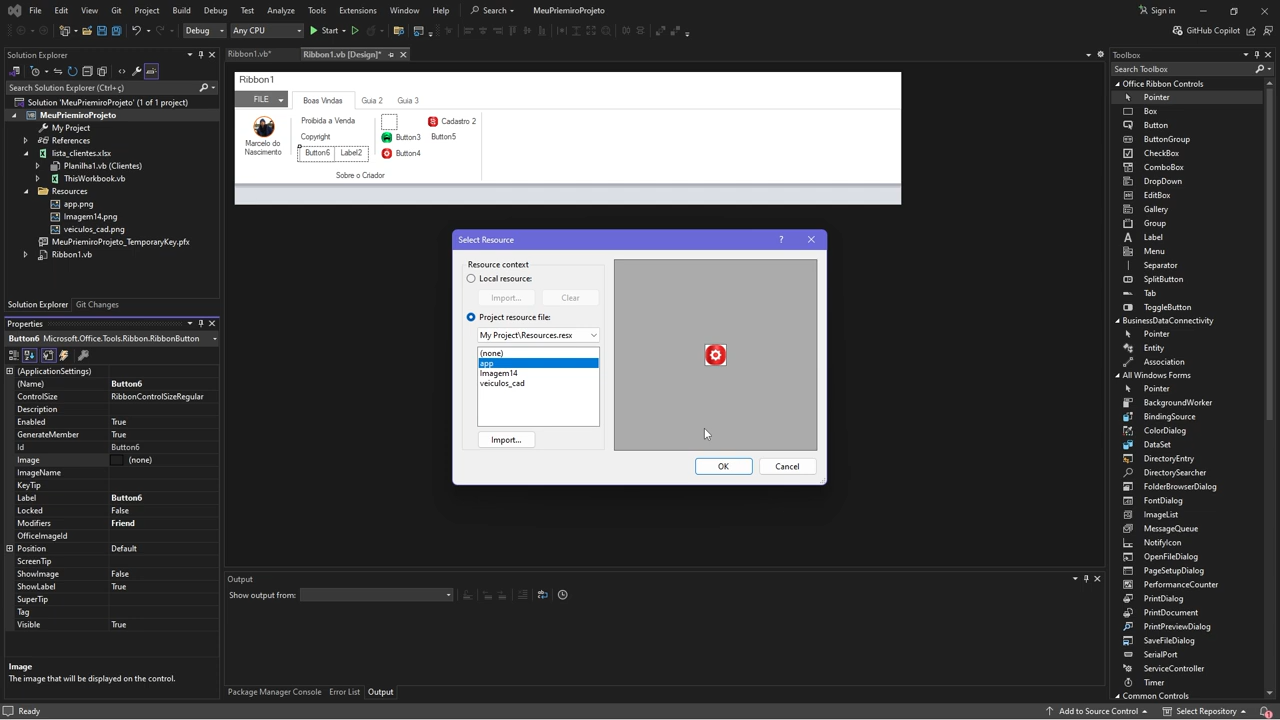 File Edit View Git Project Build Debug Test Analyze Tools Extensions Window Help Search MeuPriemiroProjeto Sign in
Debug Any CPU Start GitHub Copilot
Solution Explorer
Search Solution Explorer (Ctrl+ç)
Solution 'MeuPriemiroProjeto' (1 of 1 project)
MeuPriemiroProjeto
My Project
References
lista_clientes.xlsx
Planilha1.vb (Clientes)
ThisWorkbook.vb
Resources
app.png
Imagem14.png
veiculos_cad.png
MeuPriemiroProjeto_TemporaryKey.pfx
Ribbon1.vb
Solution Explorer Git Changes
Properties
Button6 Microsoft.Office.Tools.Ribbon.RibbonButton
(ApplicationSettings)
(Name) Button6
ControlSize RibbonControlSizeRegular
Description
Enabled True
GenerateMember True
Id Button6
Image (none)
ImageName
KeyTip
Label Button6
Locked False
Modifiers Friend
OfficeImageId
Position Default
ScreenTip
ShowImage False
ShowLabel True
SuperTip
Tag
Visible True
Image
The image that will be displayed on the control.
Ribbon1.vb* Ribbon1.vb [Design]*
Ribbon1
FILE Boas Vindas Guia 2 Guia 3
Marcelo do
Nascimento
Proibida a Venda
Copyright
Button6 Label2
Button3
Button4
Cadastro 2
Button5
Sobre o Criador
Select Resource ?
Resource context
Local resource:
Import... Clear
Project resource file:
My Project\Resources.resx
(none)
app
Imagem14
veiculos_cad
Import...
OK Cancel
Output
Show output from:
Package Manager Console Error List Output
Toolbox
Search Toolbox
Office Ribbon Controls
Pointer
Box
Button
ButtonGroup
CheckBox
ComboBox
DropDown
EditBox
Gallery
Group
Label
Menu
Separator
SplitButton
Tab
ToggleButton
BusinessDataConnectivity
Pointer
Entity
Association
All Windows Forms
Pointer
BackgroundWorker
BindingSource
ColorDialog
DataSet
DirectoryEntry
DirectorySearcher
FolderBrowserDialog
FontDialog
ImageList
MessageQueue
NotifyIcon
OpenFileDialog
PageSetupDialog
PerformanceCounter
PrintDialog
PrintDocument
PrintPreviewDialog
SaveFileDialog
SerialPort
ServiceController
Timer
Common Controls
Ready Add to Source Control Select Repository